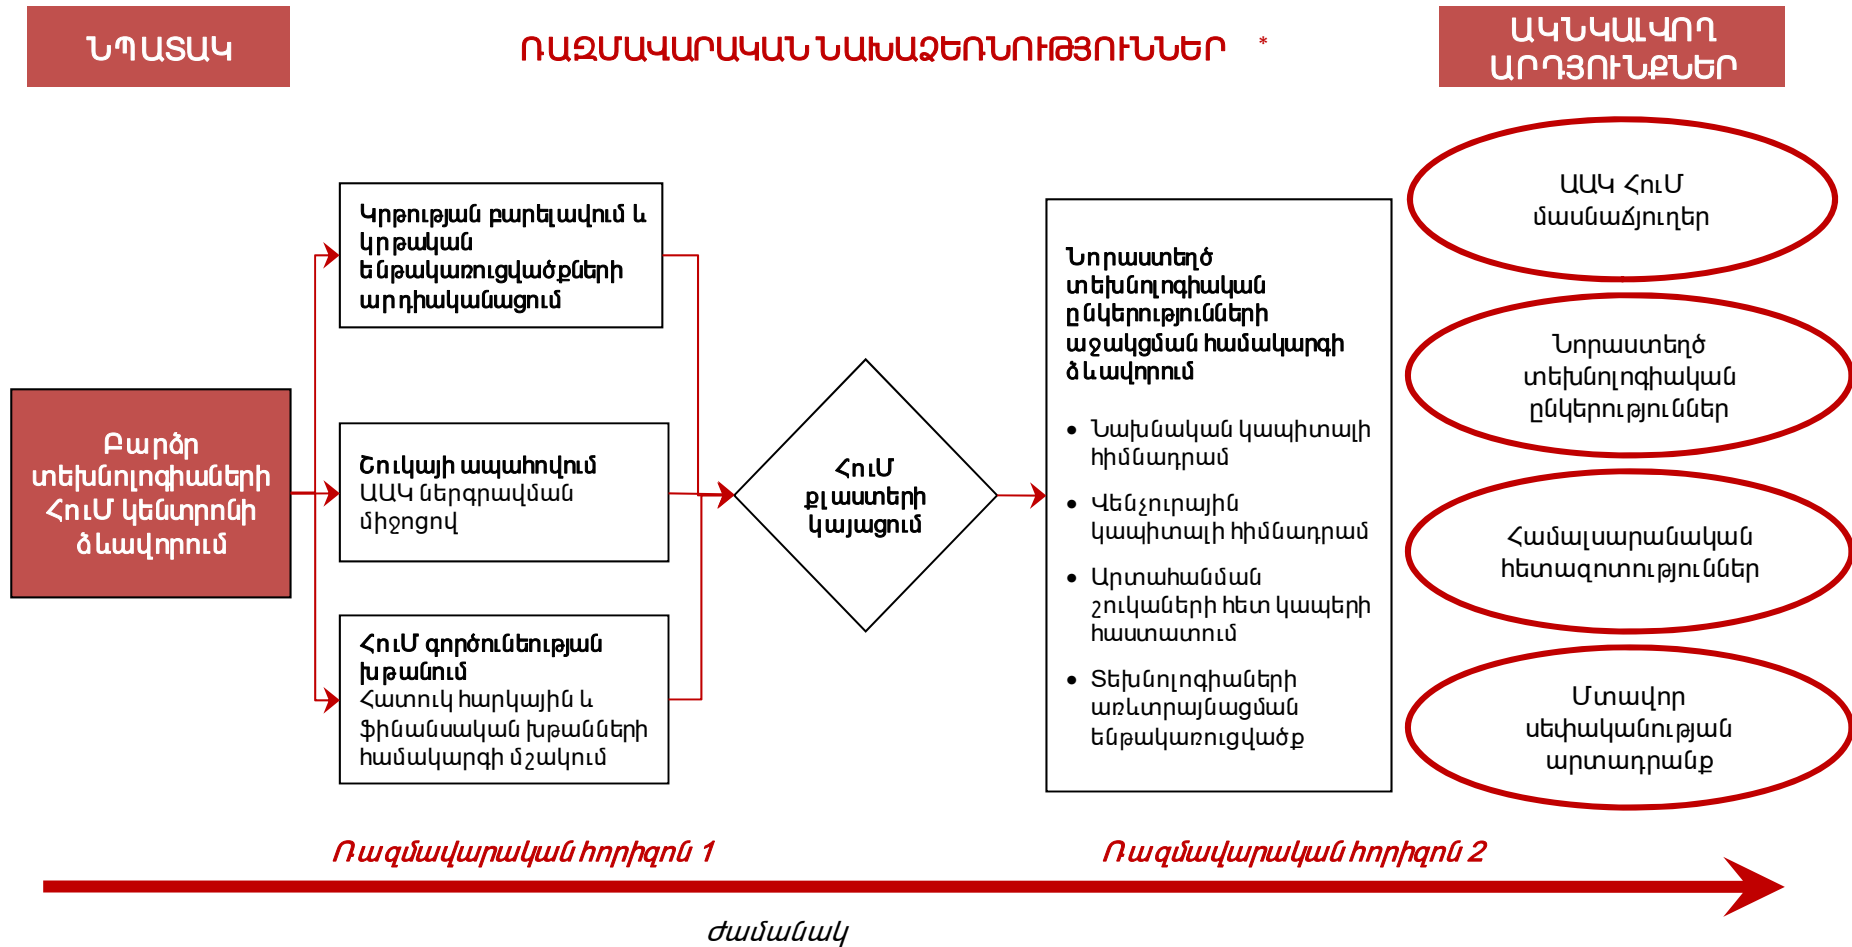 ՆՊԱՏԱԿ
ՌԱԶՄԱՎԱՐԱԿԱՆ ՆԱԽԱՁԵՌՆՈՒԹՅՈՒՆՆԵՐ *
ԱԿՆԿԱԼՎՈՂ
ԱՐԴՅՈՒՆՔՆԵՐ
Բարձր
տեխնոլոգիաների
ՀուՄ կենտրոնի
ձևավորում
Կրթության բարելավում և
կրթական
ենթակառուցվածքների
արդիականացում
Շուկայի ապահովում
ԱԱԿ ներգրավման
միջոցով
ՀուՄ գործունեության
խթանում
Հատուկ հարկային և
ֆինանսական խթանների
համակարգի մշակում
ՀուՄ
քլաստերի
կայացում
Նորաստեղծ
տեխնոլոգիական
ընկերությունների
աջակցման համակարգի
ձևավորում
• Նախնական կապիտալի
հիմնադրամ
• Վենչուրային
կապիտալի հիմնադրամ
• Արտահանման
շուկաների հետ կապերի
հաստատում
• Տեխնոլոգիաների
առևտրայնացման
ենթակառուցվածք
ԱԱԿ ՀուՄ
մասնաճյուղեր
Նորաստեղծ
տեխնոլոգիական
ընկերություններ
Համալսարանական
հետազոտություններ
Մտավոր
սեփականության
արտադրանք
Ռազմավարական հորիզոն 1
Ռազմավարական հորիզոն 2
Ժամանակ